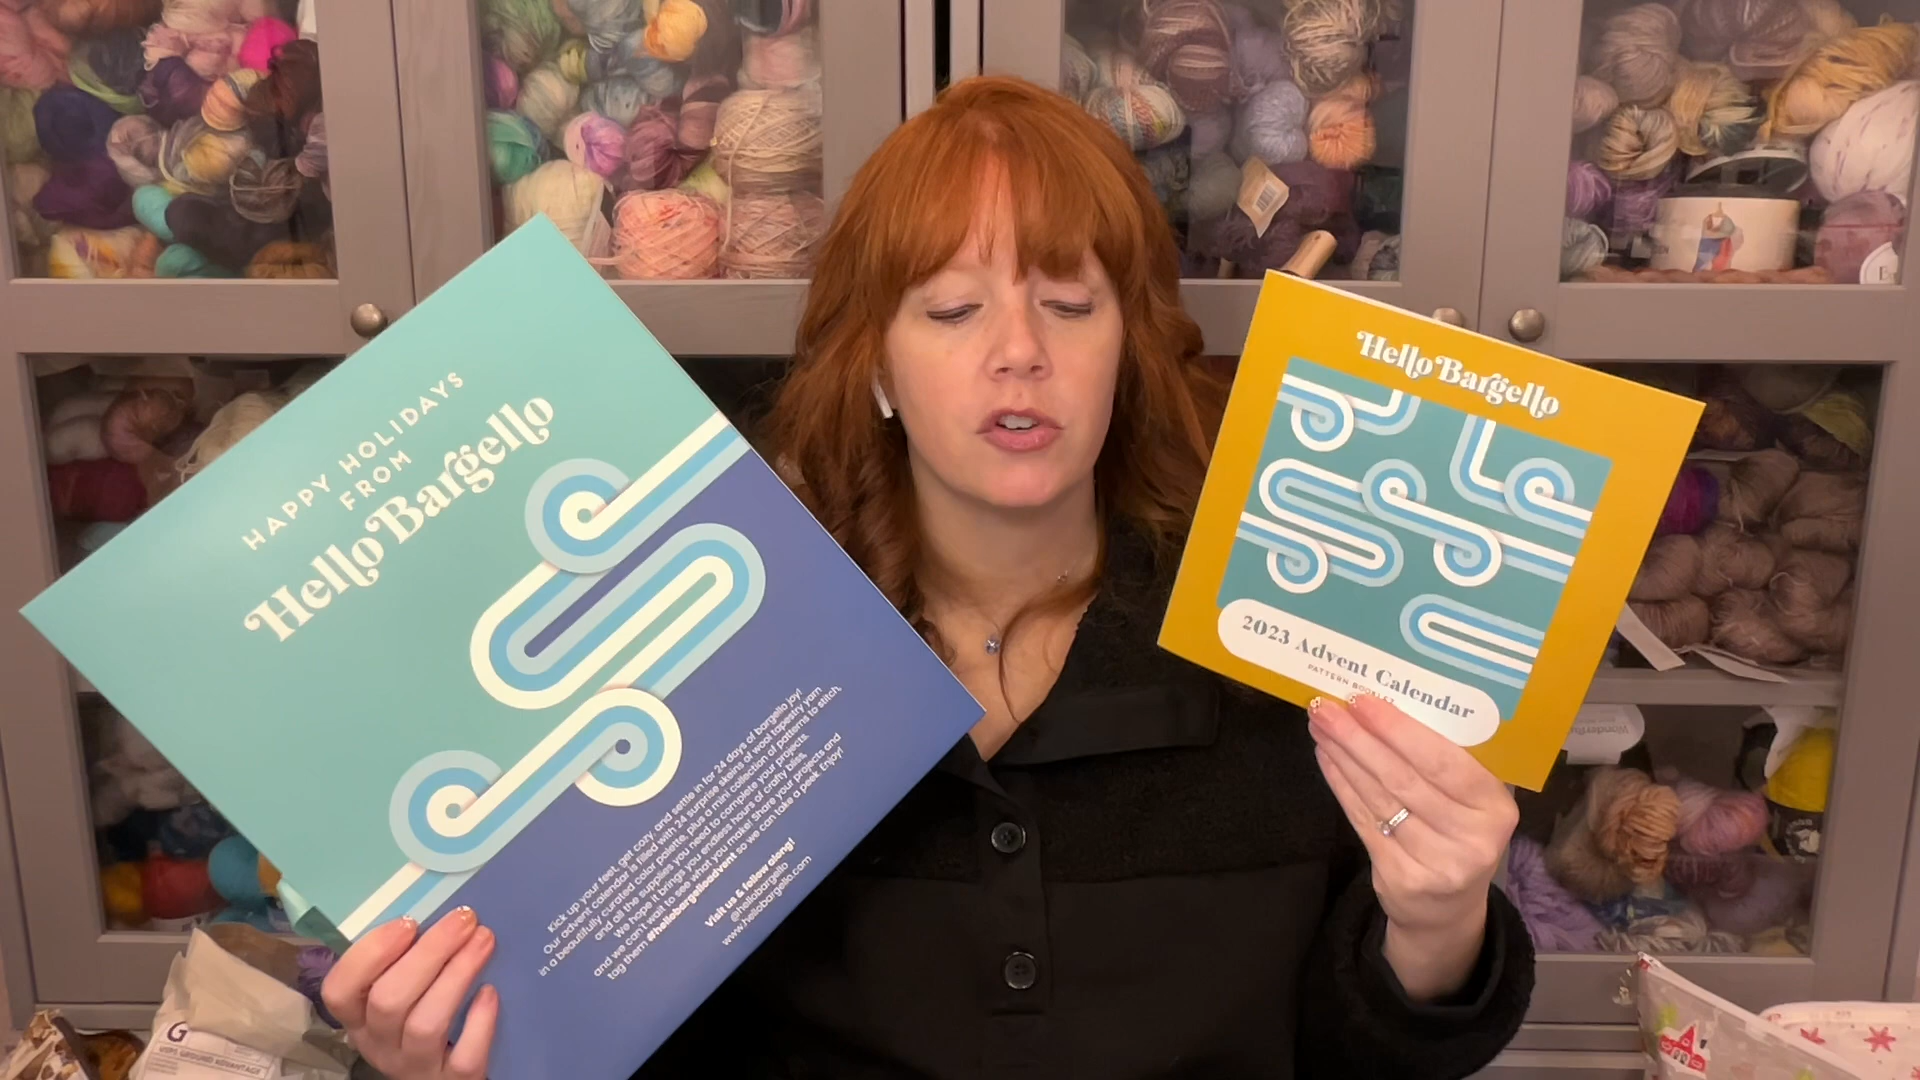 HAPPY HOLIDAYS
FROM
Hello Bargello
Kick up your feet, get cozy, and settle in for 24 days of bargello joy!
Our advent calendar is filled with 24 surprise skeins of wool tapestry yarn
in a beautifully curated color palette, plus a mini collection of patterns to stitch,
and all the supplies you need to complete your projects.
We hope it brings you endless hours of crafty bliss,
and we can't wait to see what you make! Share your projects and
tag them #hellobargelloadvent so we can take a peek. Enjoy!
Visit us & follow along!
@hellobargello
www.hellobargello.com
Hello Bargello
2023 Advent Calendar
PATTERN BOOKLET
G
USPS GROUND ADVANTAGE